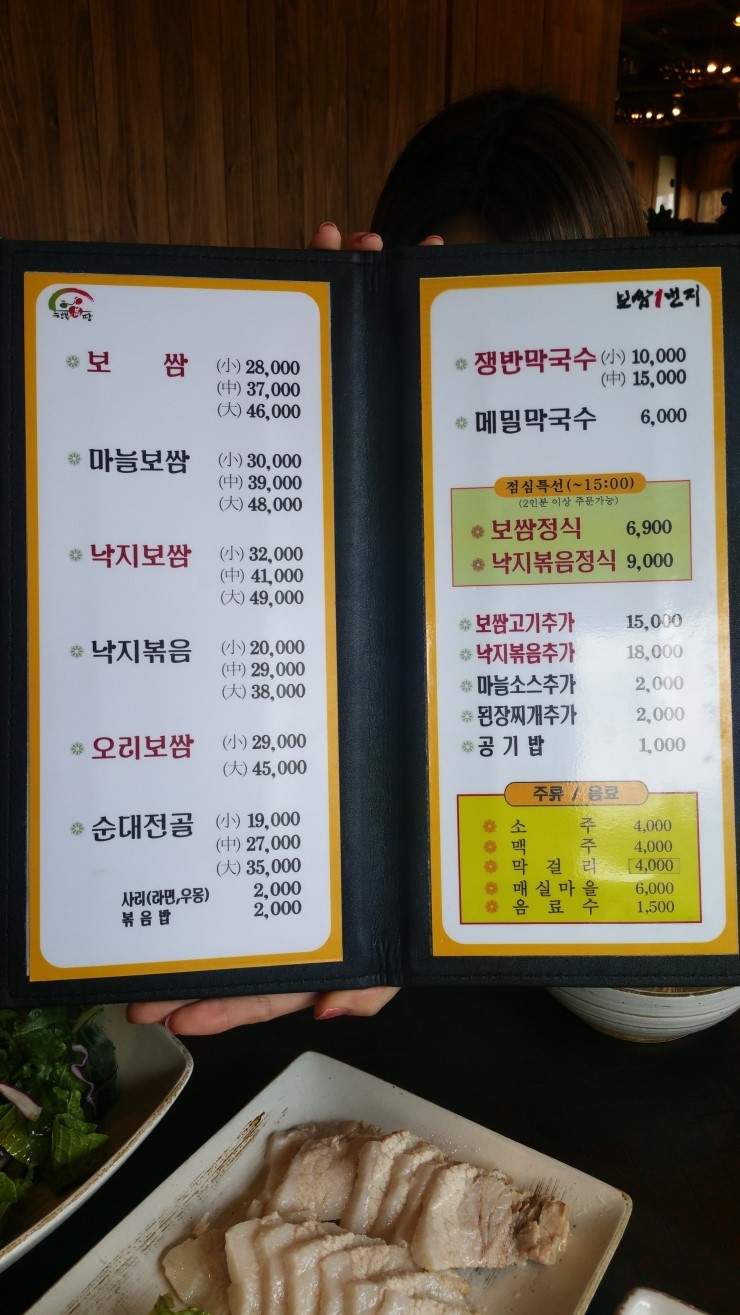 보 쌈 (小) 28,000
(中) 37,000
(大) 46,000
마늘보쌈 (小) 30,000
(中) 39,000
(大) 48,000
낙지보쌈 (小) 32,000
(中) 41,000
(大) 49,000
낙지볶음 (小) 20,000
(中) 29,000
(大) 38,000
오리보쌈 (小) 29,000
(大) 45,000
순대전골 (小) 19,000
(中) 27,000
(大) 35,000
사리(라면,우동) 2,000
볶음밥 2,000
보쌈1번지
쟁반막국수 (小) 10,000
(中) 15,000
메밀막국수 6,000
점심특선(~15:00)
(2인분 이상 주문가능)
보쌈정식 6,900
낙지볶음정식 9,000
보쌈고기추가 15,000
낙지볶음추가 18,000
마늘소스추가 2,000
된장찌개추가 2,000
공기밥 1,000
주류 / 음료
소 주 4,000
맥 주 4,000
막 걸 리 4,000
매실마을 6,000
음 료 수 1,500